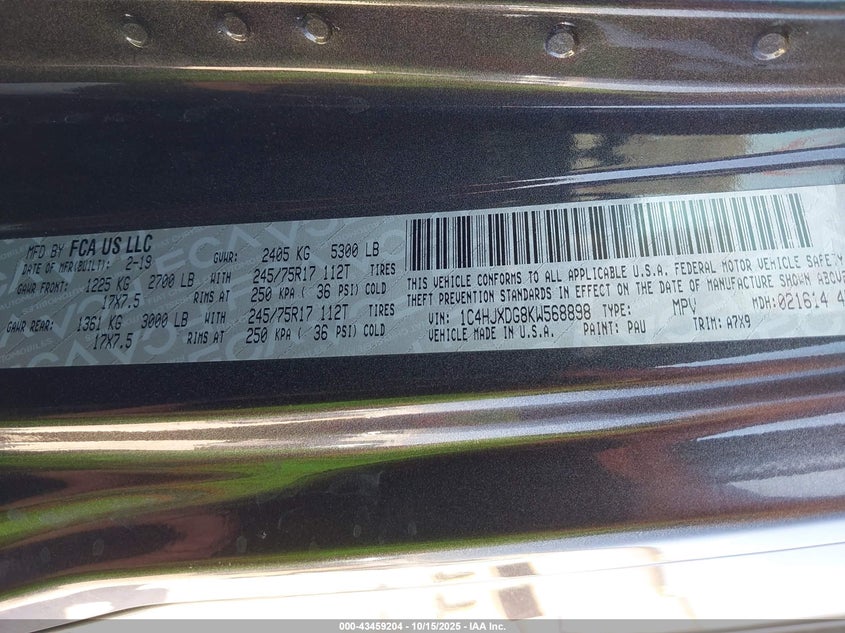 MFD BY FCA US LLC
DATE OF MFR(BUILT): 2-19 GVWR: 2405 KG 5300 LB
GAWR FRONT: 1225 KG 2700 LB WITH 245/75R17 112T TIRES
17X7.5 RIMS AT 250 KPA ( 36 PSI) COLD
GAWR REAR: 1361 KG 3000 LB WITH 245/75R17 112T TIRES
17X7.5 RIMS AT 250 KPA ( 36 PSI) COLD
THIS VEHICLE CONFORMS TO ALL APPLICABLE U.S.A. FEDERAL MOTOR VEHICLE SAFETY
THEFT PREVENTION STANDARDS IN EFFECT ON THE DATE OF MANUFACTURE SHOWN ABOVE
VIN: 1C4HJXDG8KW568898 TYPE: MPV MDH:021614 4
VEHICLE MADE IN U.S.A. PAINT: PAU TRIM: A7X9
000-43459204 - 10/15/2025 - IAA Inc.